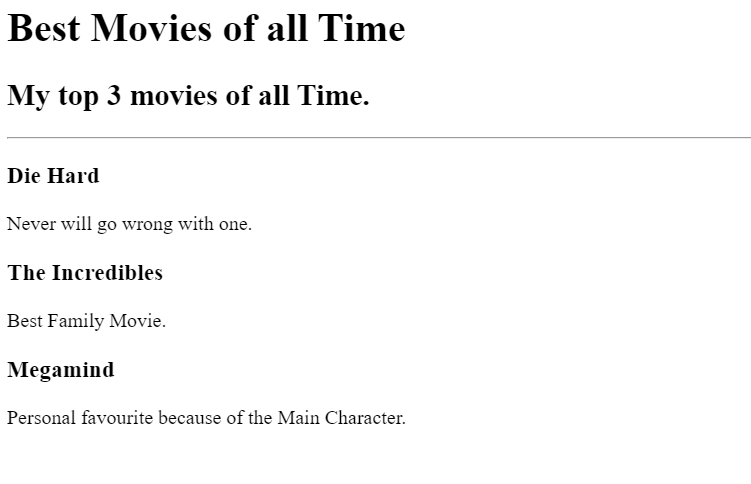 Best Movies of all Time
My top 3 movies of all Time.
Die Hard
Never will go wrong with one.
The Incredibles
Best Family Movie.
Megamind
Personal favourite because of the Main Character.